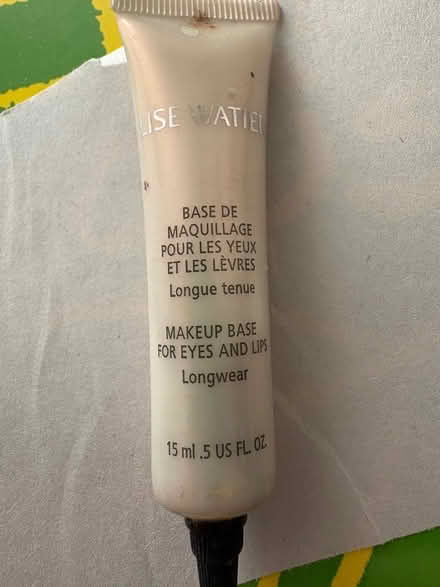 LISE WATIER
BASE DE
MAQUILLAGE
POUR LES YEUX
ET LES LÈVRES
Longue tenue
MAKEUP BASE
FOR EYES AND LIPS
Longwear
15 ml .5 US FL. OZ.